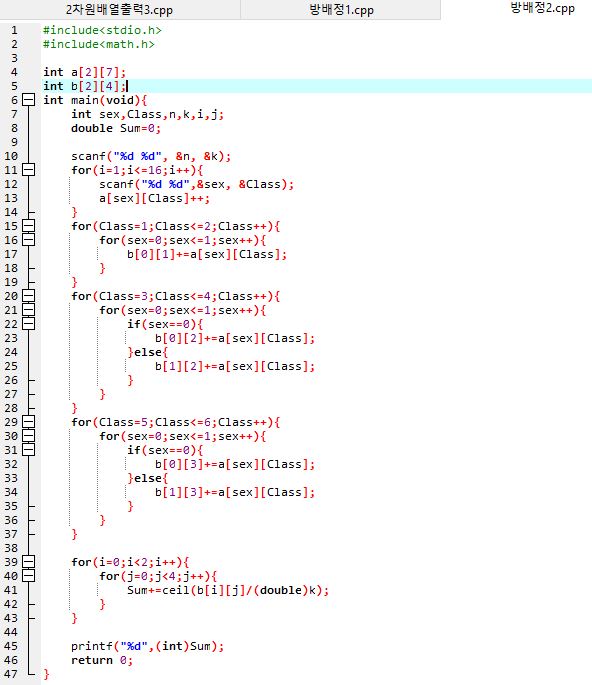 2차원배열출력3.cpp 방배정1.cpp 방배정2.cpp
1 #include<stdio.h>
2 #include<math.h>
3
4 int a[2][7];
5 int b[2][4];
6 int main(void){
7 int sex,Class,n,k,i,j;
8 double Sum=0;
9
10 scanf("%d %d", &n, &k);
11 for(i=1;i<=16;i++){
12 scanf("%d %d",&sex, &Class);
13 a[sex][Class]++;
14 }
15 for(Class=1;Class<=2;Class++){
16 for(sex=0;sex<=1;sex++){
17 b[0][1]+=a[sex][Class];
18 }
19 }
20 for(Class=3;Class<=4;Class++){
21 for(sex=0;sex<=1;sex++){
22 if(sex==0){
23 b[0][2]+=a[sex][Class];
24 }else{
25 b[1][2]+=a[sex][Class];
26 }
27 }
28 }
29 for(Class=5;Class<=6;Class++){
30 for(sex=0;sex<=1;sex++){
31 if(sex==0){
32 b[0][3]+=a[sex][Class];
33 }else{
34 b[1][3]+=a[sex][Class];
35 }
36 }
37 }
38
39 for(i=0;i<2;i++){
40 for(j=0;j<4;j++){
41 Sum+=ceil(b[i][j]/(double)k);
42 }
43 }
44
45 printf("%d",(int)Sum);
46 return 0;
47 }